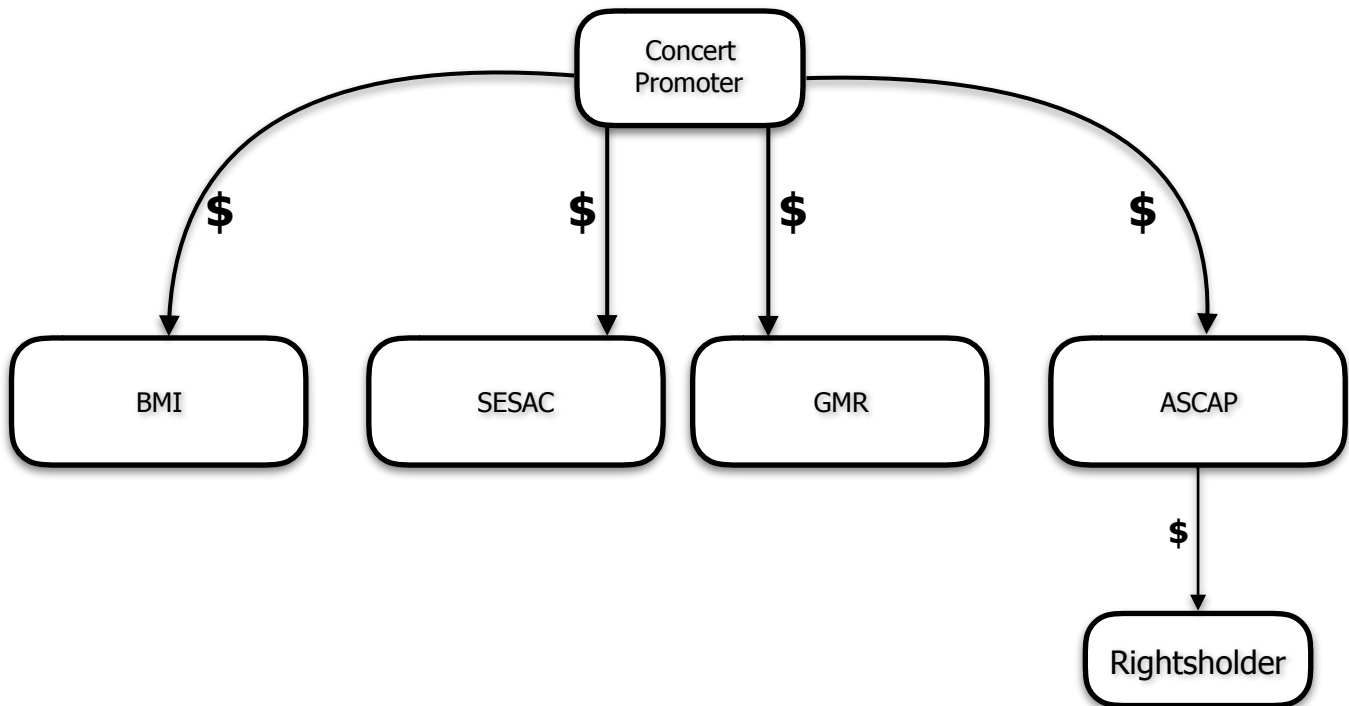 Concert
Promoter
$ $ $ $
BMI SESAC GMR ASCAP
$
Rightsholder